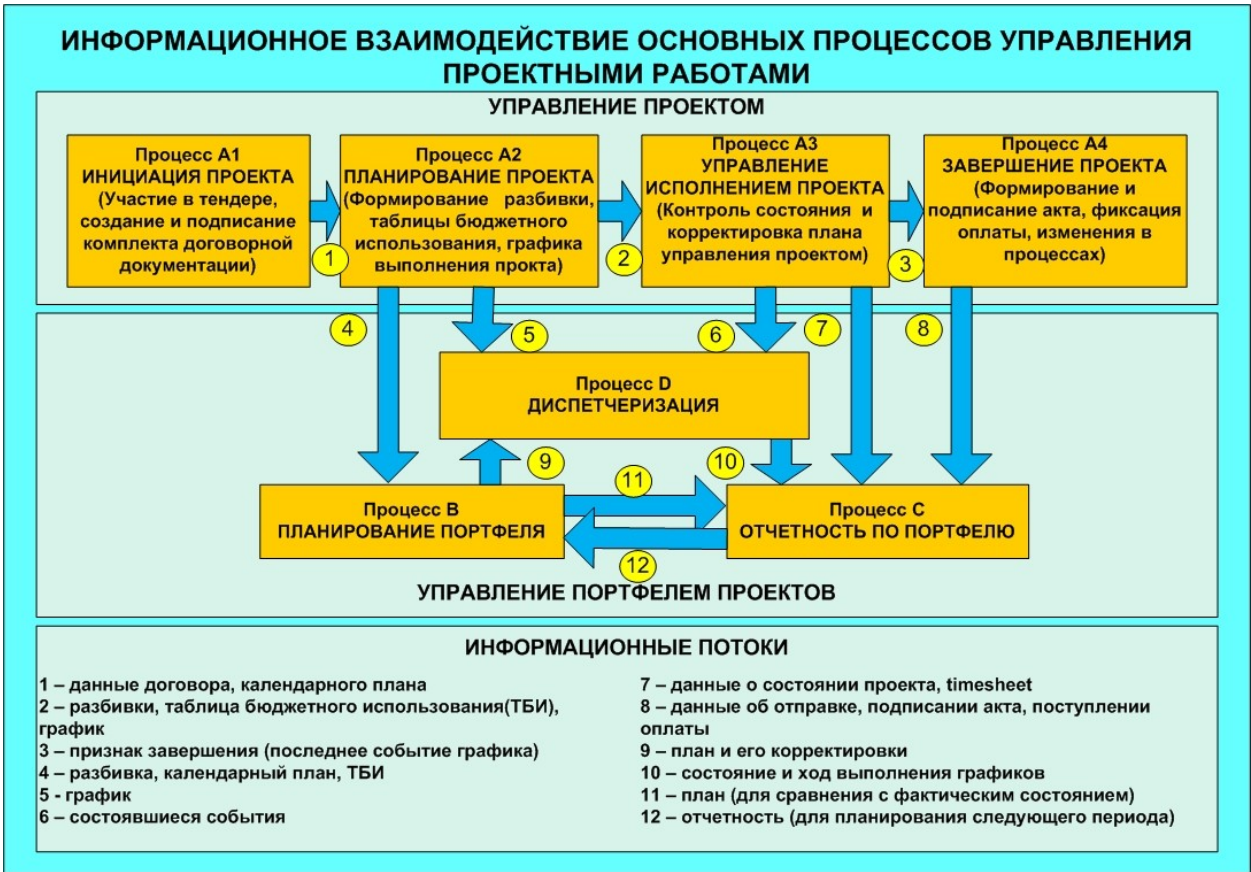 ИНФОРМАЦИОННОЕ ВЗАИМОДЕЙСТВИЕ ОСНОВНЫХ ПРОЦЕССОВ УПРАВЛЕНИЯ
ПРОЕКТНЫМИ РАБОТАМИ
УПРАВЛЕНИЕ ПРОЕКТОМ
Процесс А1
ИНИЦИАЦИЯ ПРОЕКТА
(Участие в тендере,
создание и подписание
комплекта договорной
документации)
1
Процесс А2
ПЛАНИРОВАНИЕ ПРОЕКТА
(Формирование разбивки,
таблицы бюджетного
использования, графика
выполнения прокта)
2
Процесс А3
УПРАВЛЕНИЕ
ИСПОЛНЕНИЕМ ПРОЕКТА
(Контроль состояния и
корректировка плана
управления проектом)
3
Процесс А4
ЗАВЕРШЕНИЕ ПРОЕКТА
(Формирование и
подписание акта, фиксация
оплаты, изменения в
процессах)
4
5
6
7
8
Процесс D
ДИСПЕТЧЕРИЗАЦИЯ
9
11
10
Процесс В
ПЛАНИРОВАНИЕ ПОРТФЕЛЯ
Процесс С
ОТЧЕТНОСТЬ ПО ПОРТФЕЛЮ
12
УПРАВЛЕНИЕ ПОРТФЕЛЕМ ПРОЕКТОВ
ИНФОРМАЦИОННЫЕ ПОТОКИ
1 – данные договора, календарного плана
2 – разбивки, таблица бюджетного использования(ТБИ),
график
3 – признак завершения (последнее событие графика)
4 – разбивка, календарный план, ТБИ
5 - график
6 – состоявшиеся события
7 – данные о состоянии проекта, timesheet
8 – данные об отправке, подписании акта, поступлении
оплаты
9 – план и его корректировки
10 – состояние и ход выполнения графиков
11 – план (для сравнения с фактическим состоянием)
12 – отчетность (для планирования следующего периода)